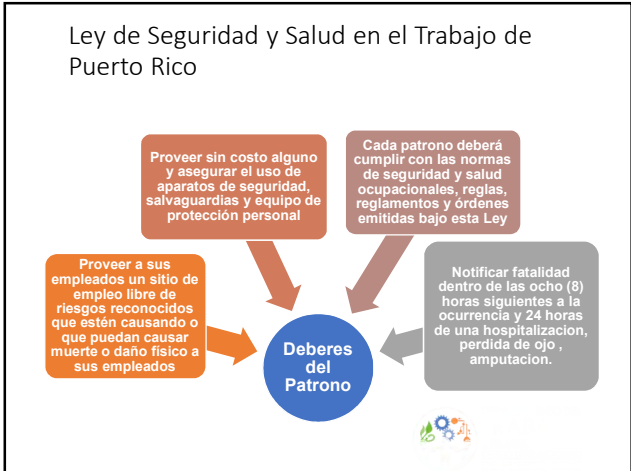 Ley de Seguridad y Salud en el Trabajo de
Puerto Rico
Proveer sin costo alguno
y asegurar el uso de
aparatos de seguridad,
salvaguardias y equipo de
protección personal
Cada patrono deberá
cumplir con las normas
de seguridad y salud
ocupacionales, reglas,
reglamentos y órdenes
emitidas bajo esta Ley
Proveer a sus
empleados un sitio de
empleo libre de
riesgos reconocidos
que estén causando o
que puedan causar
muerte o daño físico a
sus empleados
Notificar fatalidad
dentro de las ocho (8)
horas siguientes a la
ocurrencia y 24 horas
de una hospitalizacion,
perdida de ojo ,
amputacion.
Deberes
del
Patrono